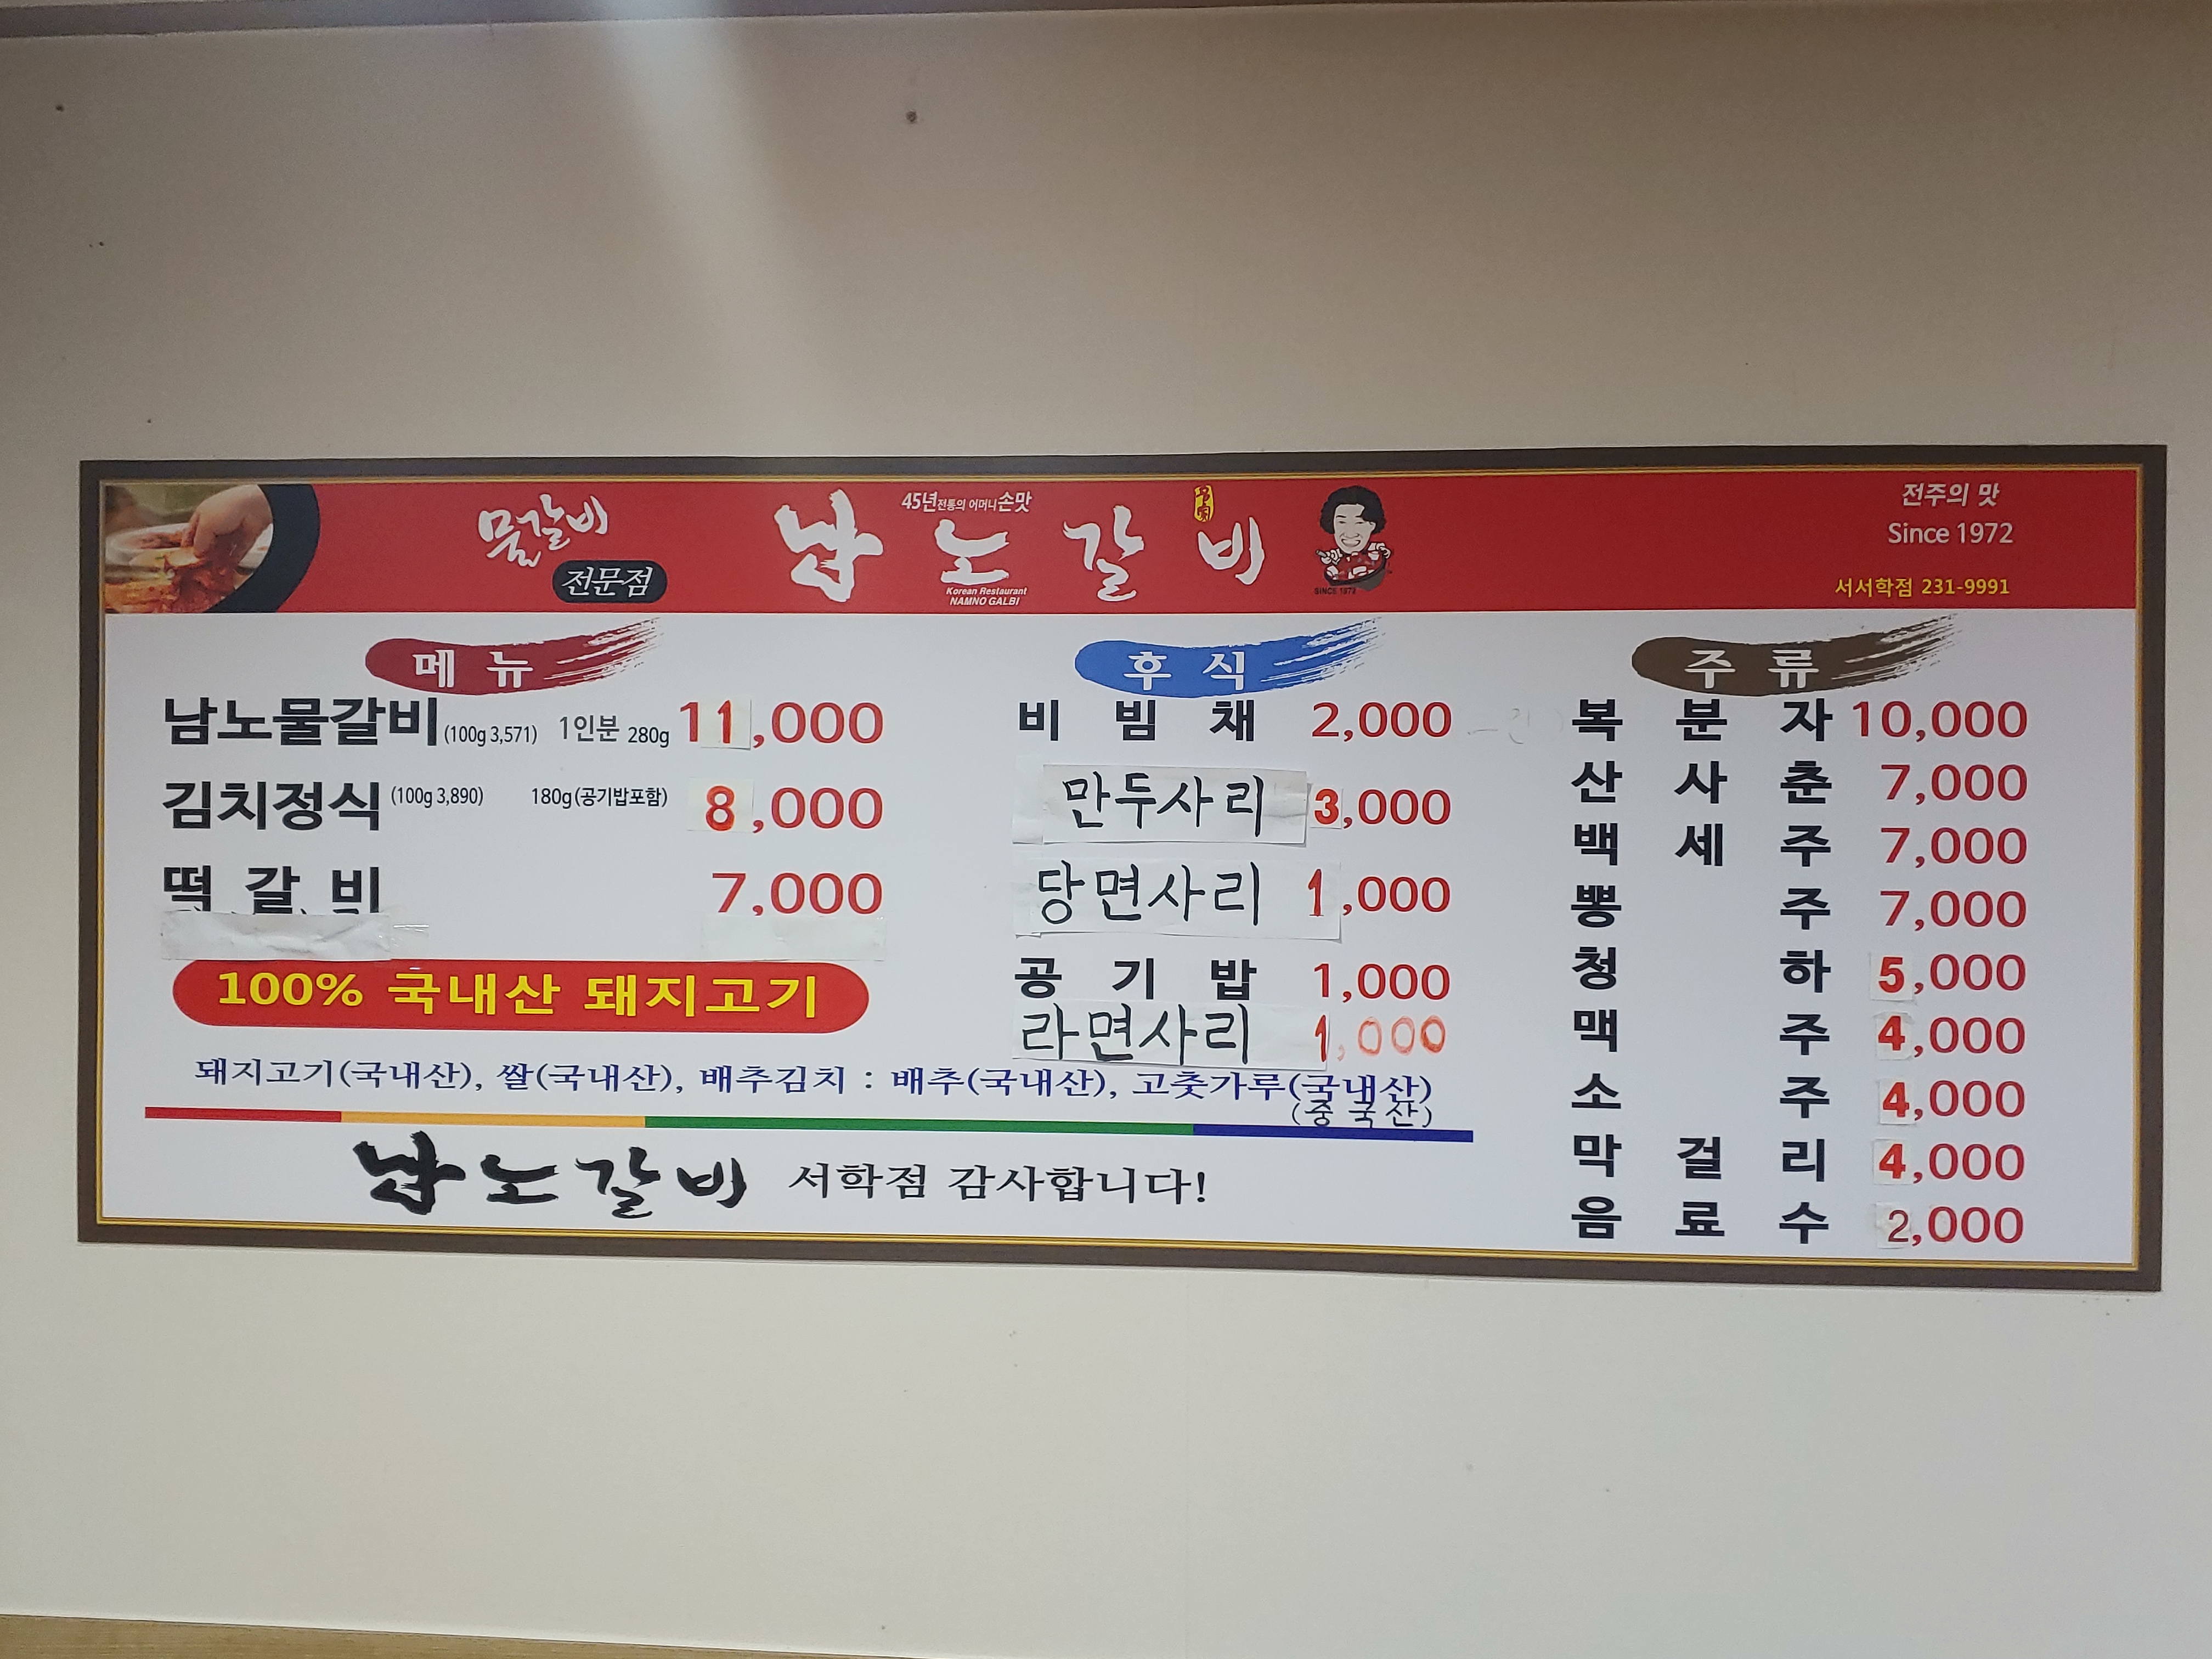 물갈비
전문점
45년전통의 어머니손맛
남노갈비
Korean Restaurant
NAMNO GALBI
SINCE 1972
전주의 맛
Since 1972
서서학점 231-9991
메뉴
남노물갈비 (100g 3,571) 1인분 280g 11,000
김치정식 (100g 3,890) 180g(공기밥포함) 8,000
떡갈비 7,000
100% 국내산 돼지고기
후식
비빔채 2,000
만두사리 3,000
당면사리 1,000
공기밥 1,000
라면사리 1,000
주류
복분자 10,000
산사춘 7,000
백세주 7,000
뽕주 7,000
청하 5,000
맥주 4,000
소주 4,000
막걸리 4,000
음료수 2,000
돼지고기(국내산), 쌀(국내산), 배추김치 : 배추(국내산), 고춧가루(국내산)
(중국산)
남노갈비 서학점 감사합니다!